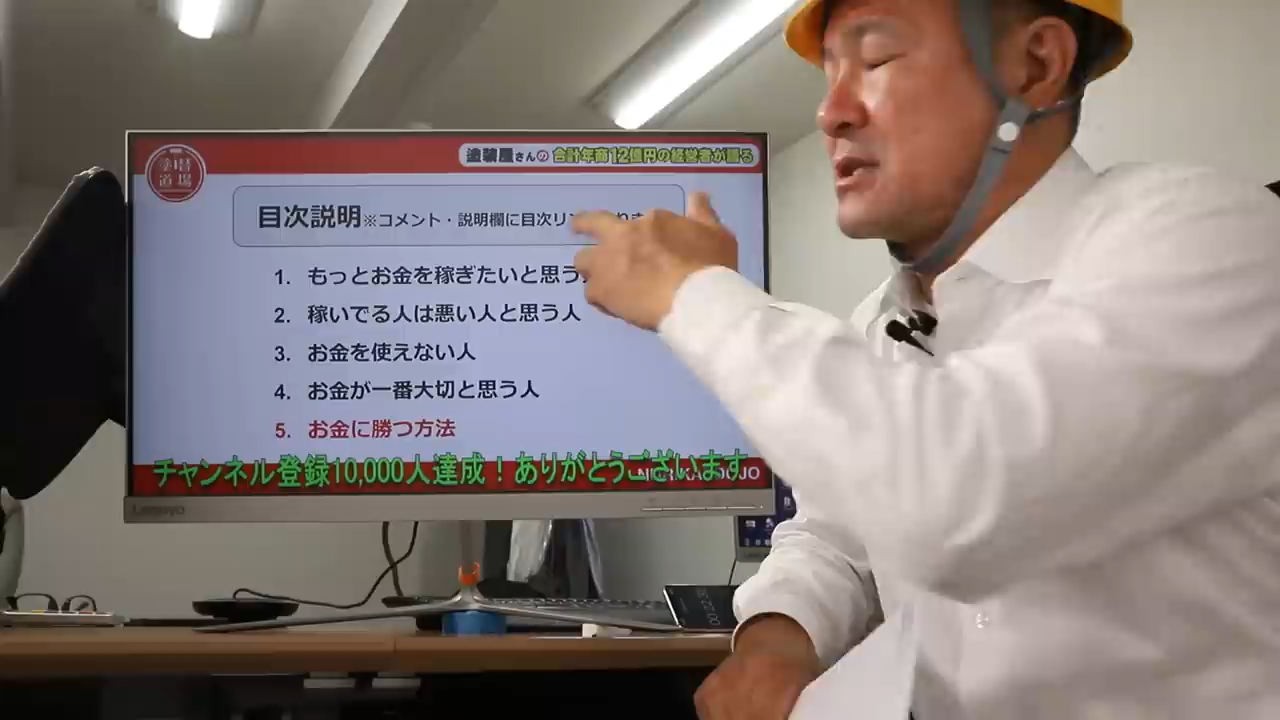 塗替
道場
塗装屋さんの 合計年商12億円の経営者が語る
目次説明※コメント・説明欄に目次リン
1. もっとお金を稼ぎたいと思う
2. 稼いでる人は悪い人と思う人
3. お金を使えない人
4. お金が一番大切と思う人
5. お金に勝つ方法
チャンネル登録10,000人達成！ありがとうございます
Lenovo